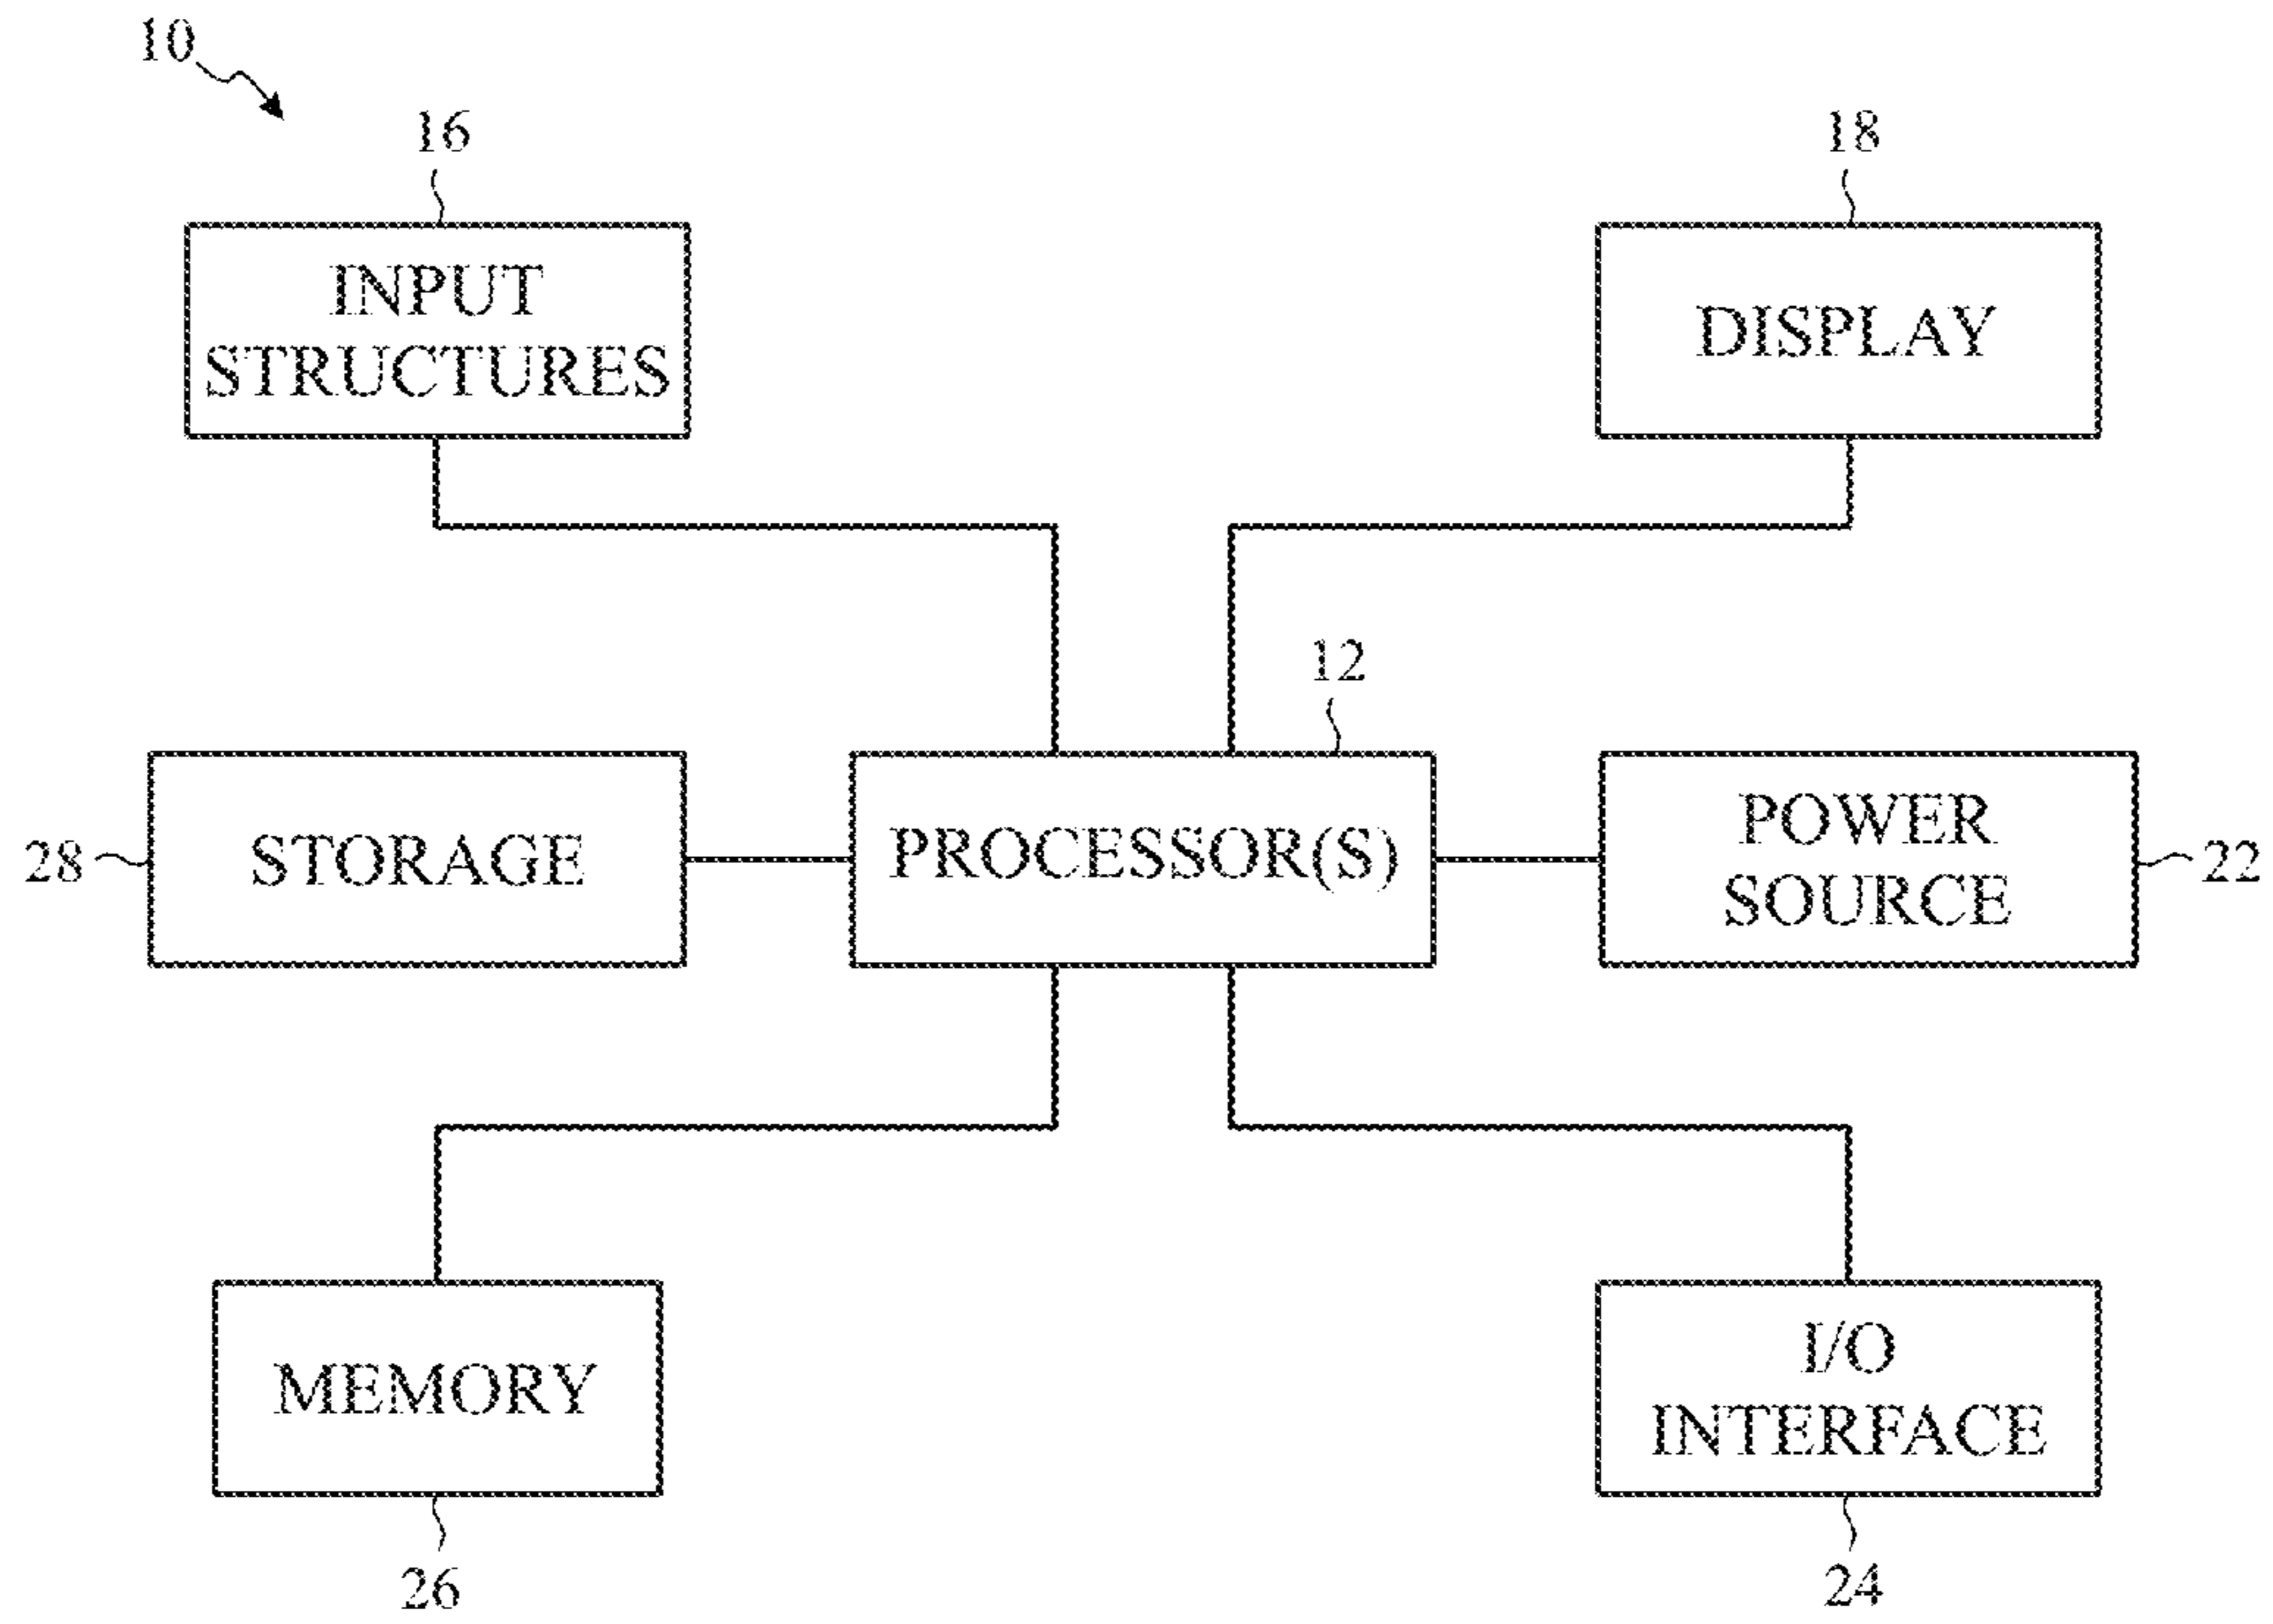 10
16
18
INPUT
STRUCTURES
DISPLAY
12
28
STORAGE
PROCESSOR(S)
POWER
SOURCE
22
MEMORY
I/O
INTERFACE
26
24